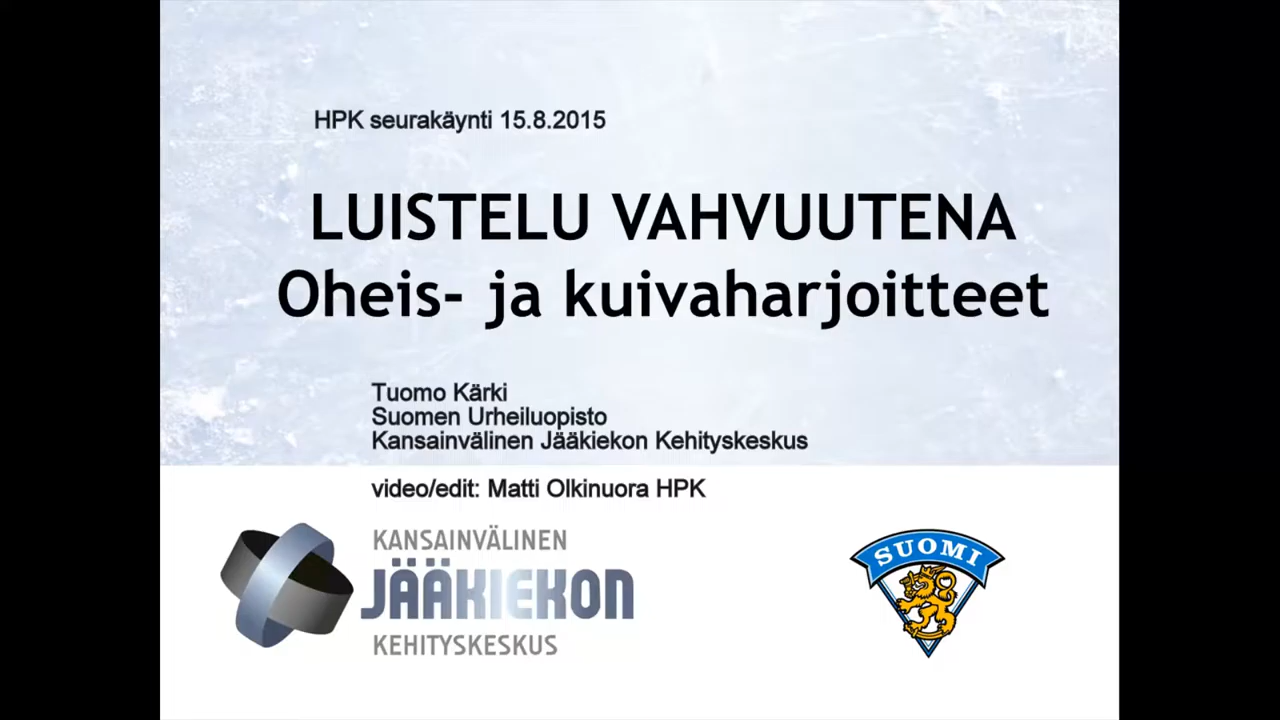 HPK seurakäynti 15.8.2015
LUISTELU VAHVUUTENA
Oheis- ja kuivaharjoitteet
Tuomo Kärki
Suomen Urheiluopisto
Kansainvälinen Jääkiekon Kehityskeskus
video/edit: Matti Olkinuora HPK
KANSAINVÄLINEN
JÄÄKIEKON
KEHITYSKESKUS
SUOMI